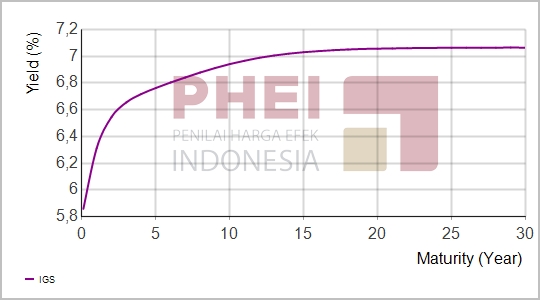 Yield (%)
7,2
7
6,8
6,6
6,4
6,2
6
5,8
PHEI
PENILAI HARGA EFEK
INDONESIA
0 5 10 15 20 25 30
Maturity (Year)
IGS